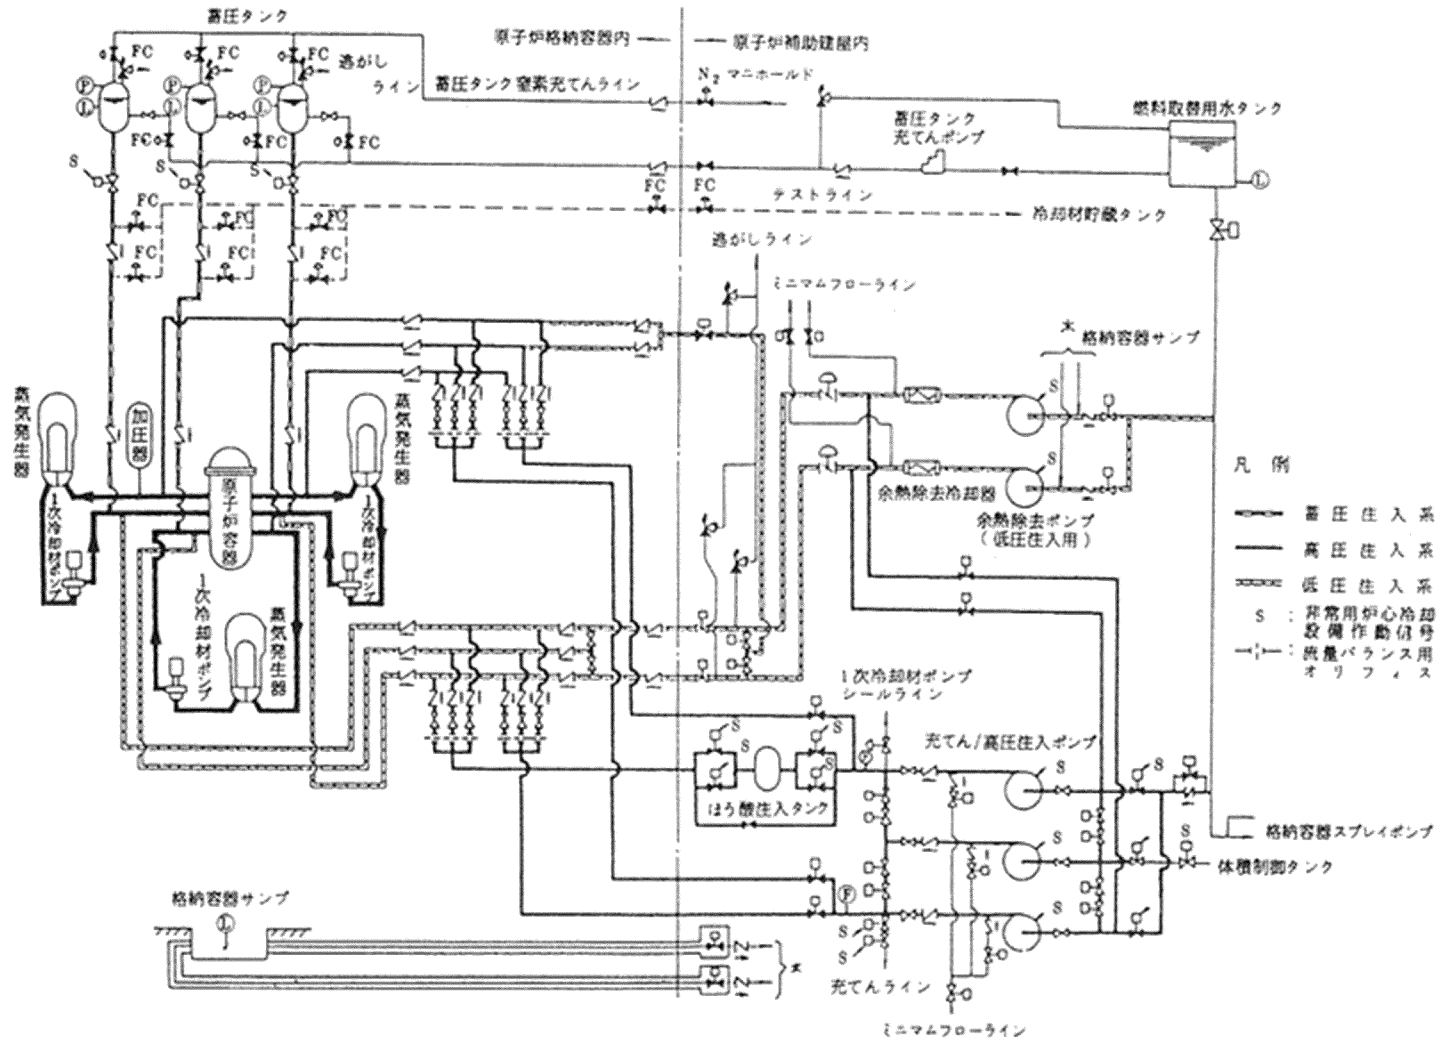 蓄圧タンク
原子炉格納容器内
原子炉補助建屋内
FC
FC
FC
逃がし
ライン
蓄圧タンク窒素充てんライン
N₂ マニホールド
P
P
P
L
L
L
燃料取替用水タンク
蓄圧タンク
充てんポンプ
FC
FC
FC
S
S
S
L
FC
FC
テストライン
冷却材貯蔵タンク
FC
FC
FC
FC
FC
FC
逃がしライン
ミニマムフローライン
格納容器サンプ
蒸気発生器
加圧器
蒸気発生器
S
原子炉容器
1次冷却材ポンプ
1次冷却材ポンプ
S
余熱除去冷却器
余熱除去ポンプ
(低圧注入用)
凡 例
蓄圧注入系
高圧注入系
低圧注入系
S : 非常用炉心冷却
設備作動信号
: 流量バランス用
オリフィス
1次冷却材ポンプ
蒸気発生器
1次冷却材ポンプ
シールライン
充てん/高圧注入ポンプ
S
S
S
S
S
S
ほう酸注入タンク
格納容器スプレイポンプ
S
S
体積制御タンク
F
S
S
S
格納容器サンプ
L
充てんライン
ミニマムフローライン